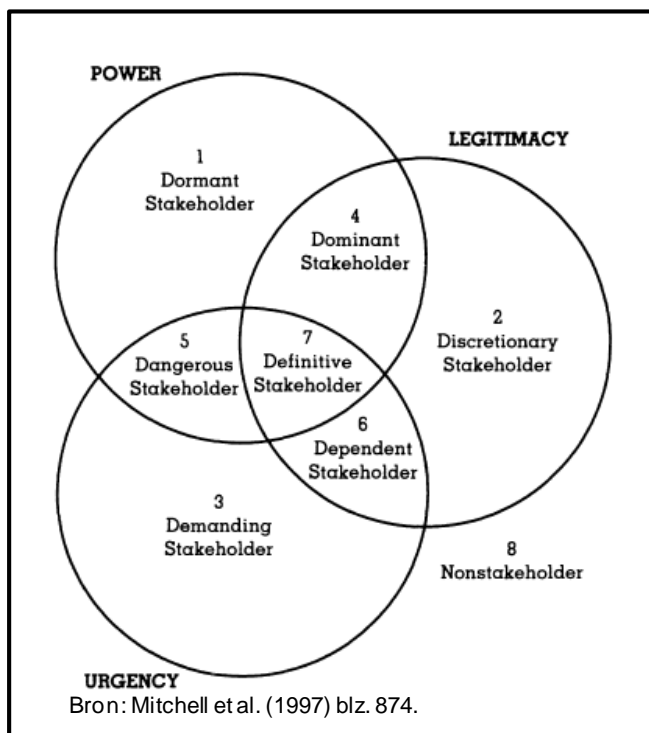 POWER
LEGITIMACY
1
Dormant
Stakeholder
4
Dominant
Stakeholder
2
Discretionary
Stakeholder
5
Dangerous
Stakeholder
7
Definitive
Stakeholder
6
Dependent
Stakeholder
3
Demanding
Stakeholder
8
Nonstakeholder
URGENCY
Bron: Mitchell et al. (1997) blz. 874.